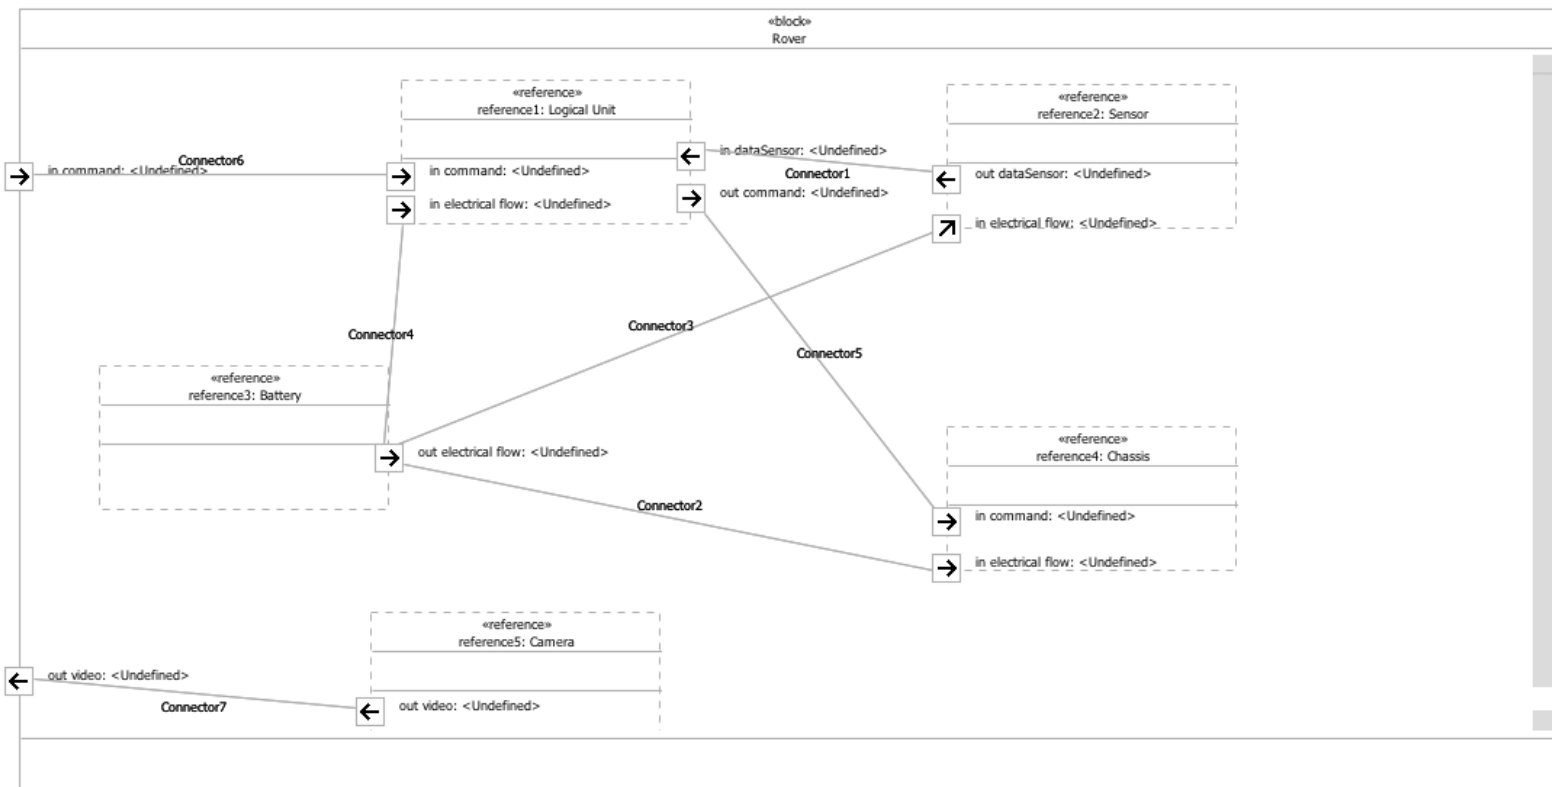 «block»
Rover
«reference»
reference1: Logical Unit
«reference»
reference2: Sensor
in command: <Undefined>
Connector6
in command: <Undefined>
in electrical flow: <Undefined>
in dataSensor: <Undefined>
Connector1
out command: <Undefined>
out dataSensor: <Undefined>
in electrical flow: <Undefined>
Connector4
Connector3
Connector5
«reference»
reference3: Battery
out electrical flow: <Undefined>
Connector2
«reference»
reference4: Chassis
in command: <Undefined>
in electrical flow: <Undefined>
«reference»
reference5: Camera
out video: <Undefined>
Connector7
out video: <Undefined>